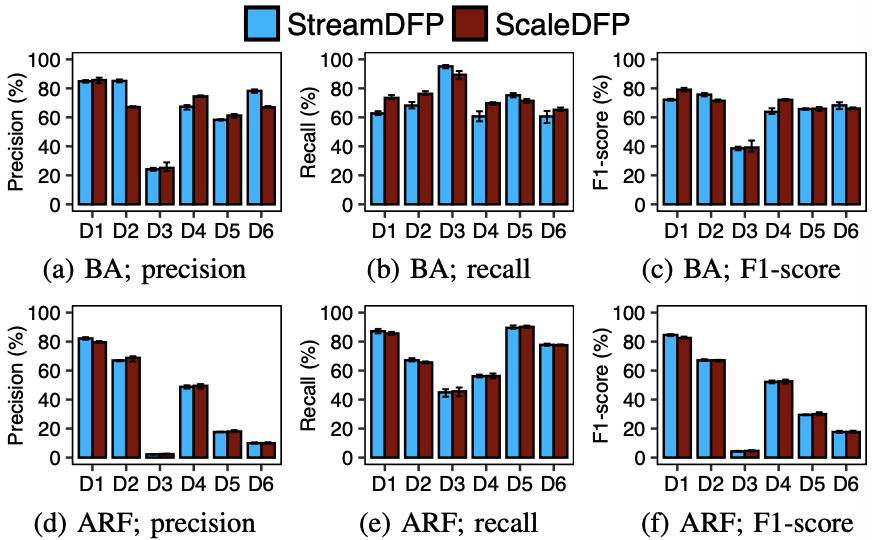 StreamDFP ScaleDFP
Precision (%)
100
80
60
40
20
0
D1 D2 D3 D4 D5 D6
(a) BA; precision
Recall (%)
100
80
60
40
20
0
D1 D2 D3 D4 D5 D6
(b) BA; recall
F1-score (%)
100
80
60
40
20
0
D1 D2 D3 D4 D5 D6
(c) BA; F1-score
Precision (%)
100
80
60
40
20
0
D1 D2 D3 D4 D5 D6
(d) ARF; precision
Recall (%)
100
80
60
40
20
0
D1 D2 D3 D4 D5 D6
(e) ARF; recall
F1-score (%)
100
80
60
40
20
0
D1 D2 D3 D4 D5 D6
(f) ARF; F1-score